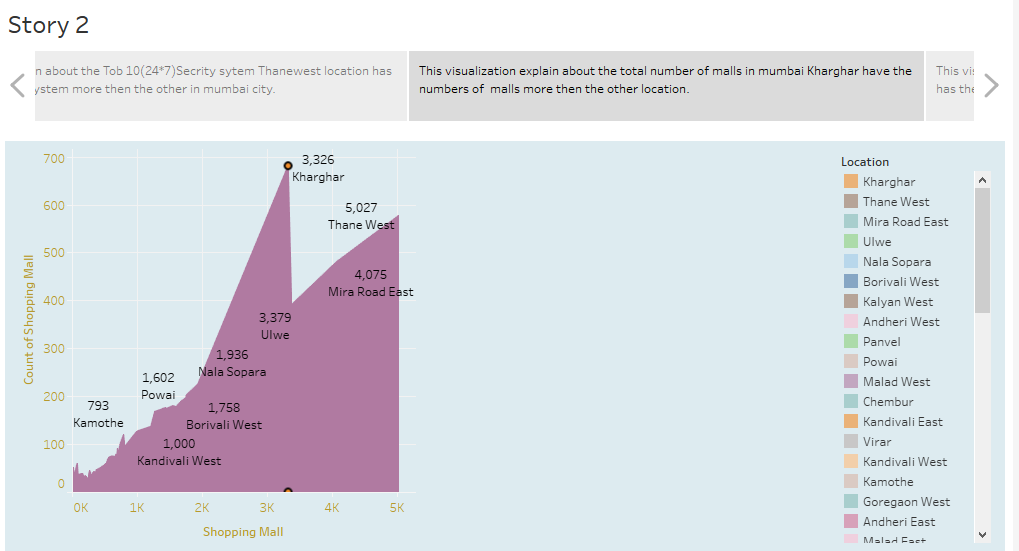 Story 2
n about the Tob 10(24*7)Secrity sytem Thanewest location has
ystem more then the other in mumbai city.
This visualization explain about the total number of malls in mumbai Kharghar have the
numbers of malls more then the other location.
This vi
has the
700
600
500
400
300
200
100
0
Count of Shopping Mall
3,326
Kharghar
5,027
Thane West
4,075
Mira Road East
3,379
Ulwe
1,936
Nala Sopara
1,602
Powai
793
Kamothe
1,758
Borivali West
1,000
Kandivali West
0K 1K 2K 3K 4K 5K
Shopping Mall
Location
Kharghar
Thane West
Mira Road East
Ulwe
Nala Sopara
Borivali West
Kalyan West
Andheri West
Panvel
Powai
Malad West
Chembur
Kandivali East
Virar
Kandivali West
Kamothe
Goregaon West
Andheri East
Malad East